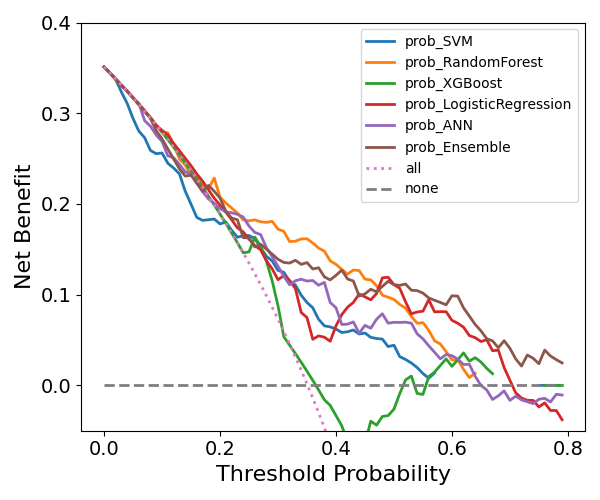 0.4
0.3
0.2
0.1
0.0
Net Benefit
prob_SVM
prob_RandomForest
prob_XGBoost
prob_LogisticRegression
prob_ANN
prob_Ensemble
all
none
0.0 0.2 0.4 0.6 0.8
Threshold Probability